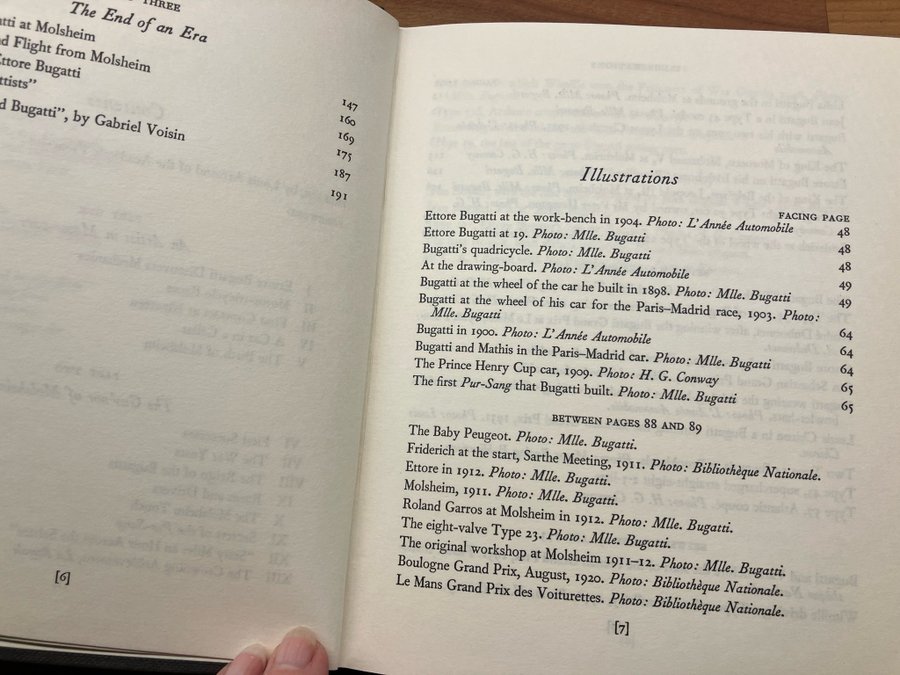 THREE
The End of an Era
atti at Molsheim
d Flight from Molsheim
Ettore Bugatti
tists"
d Bugatti", by Gabriel Voisin
147
160
169
175
187
191
[6]
Illustrations
FACING PAGE
Ettore Bugatti at the work-bench in 1904. Photo: L'Année Automobile 48
Ettore Bugatti at 19. Photo: Mlle. Bugatti 48
Bugatti's quadricycle. Photo: Mlle. Bugatti 48
At the drawing-board. Photo: L'Année Automobile 49
Bugatti at the wheel of the car he built in 1898. Photo: Mlle. Bugatti 49
Bugatti at the wheel of his car for the Paris–Madrid race, 1903. Photo:
Mlle. Bugatti 64
Bugatti in 1900. Photo: L'Année Automobile 64
Bugatti and Mathis in the Paris–Madrid car. Photo: Mlle. Bugatti 64
The Prince Henry Cup car, 1909. Photo: H. G. Conway 65
The first Pur-Sang that Bugatti built. Photo: Mlle. Bugatti 65
BETWEEN PAGES 88 AND 89
The Baby Peugeot. Photo: Mlle. Bugatti.
Friderich at the start, Sarthe Meeting, 1911. Photo: Bibliothèque Nationale.
Ettore in 1912. Photo: Mlle. Bugatti.
Molsheim, 1911. Photo: Mlle. Bugatti.
Roland Garros at Molsheim in 1912. Photo: Mlle. Bugatti.
The eight-valve Type 23. Photo: Mlle. Bugatti.
The original workshop at Molsheim 1911–12. Photo: Mlle. Bugatti.
Boulogne Grand Prix, August, 1920. Photo: Bibliothèque Nationale.
Le Mans Grand Prix des Voiturettes. Photo: Bibliothèque Nationale.
[7]